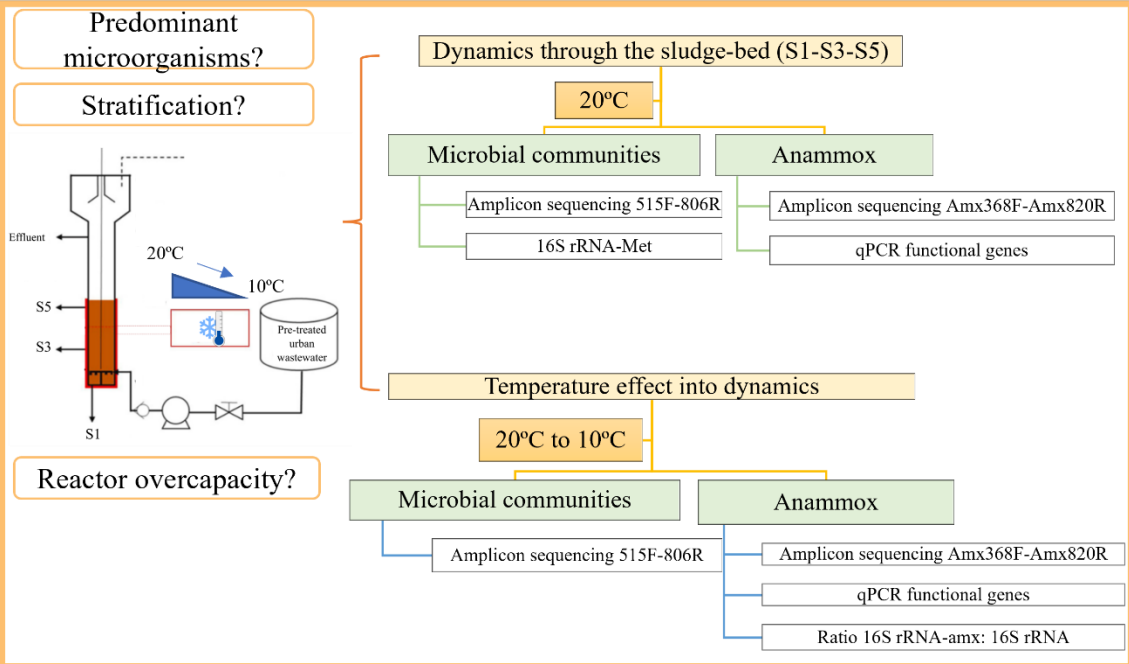 Predominant
microorganisms?
Stratification?
Effluent
S5
S3
S1
20ºC
10ºC
Pre-treated
urban
wastewater
Reactor overcapacity?
Dynamics through the sludge-bed (S1-S3-S5)
20ºC
Microbial communities
Amplicon sequencing 515F-806R
16S rRNA-Met
Anammox
Amplicon sequencing Amx368F-Amx820R
qPCR functional genes
Temperature effect into dynamics
20ºC to 10ºC
Microbial communities
Amplicon sequencing 515F-806R
Anammox
Amplicon sequencing Amx368F-Amx820R
qPCR functional genes
Ratio 16S rRNA-amx: 16S rRNA